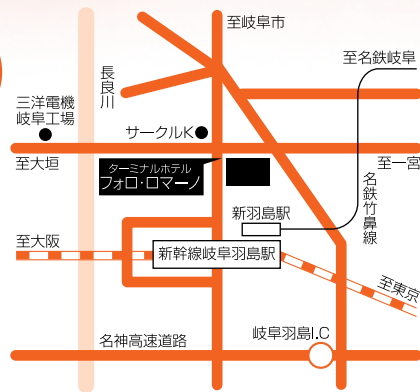 至岐阜市
至名鉄岐阜
長良川
三洋電機
岐阜工場
サークルK
至大垣
至一宮
ターミナルホテル
フォロ・ロマーノ
名鉄竹鼻線
新羽島駅
至大阪
新幹線岐阜羽島駅
至東京
名神高速道路
岐阜羽島I.C